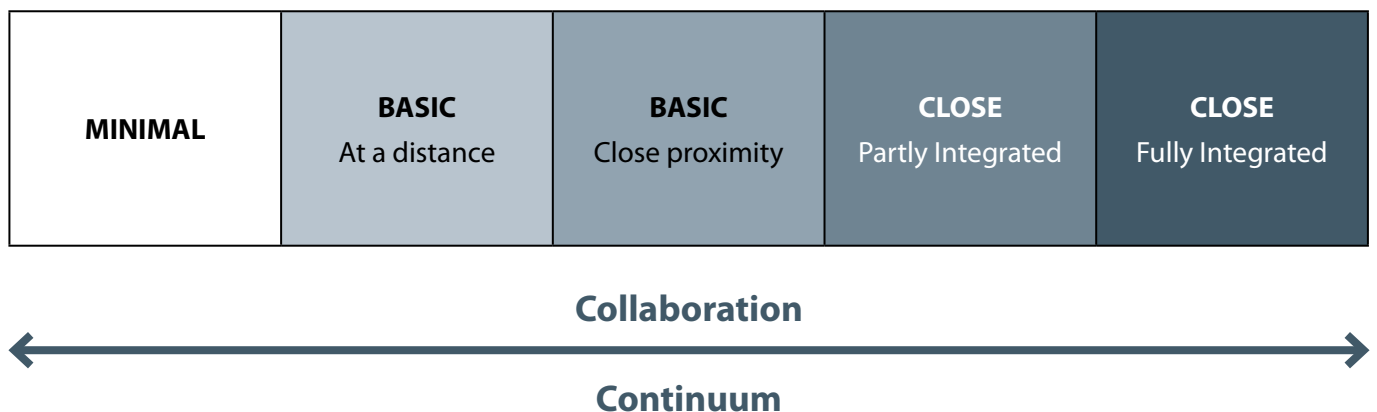 MINIMAL
BASIC
At a distance
BASIC
Close proximity
CLOSE
Partly Integrated
CLOSE
Fully Integrated
Collaboration
Continuum